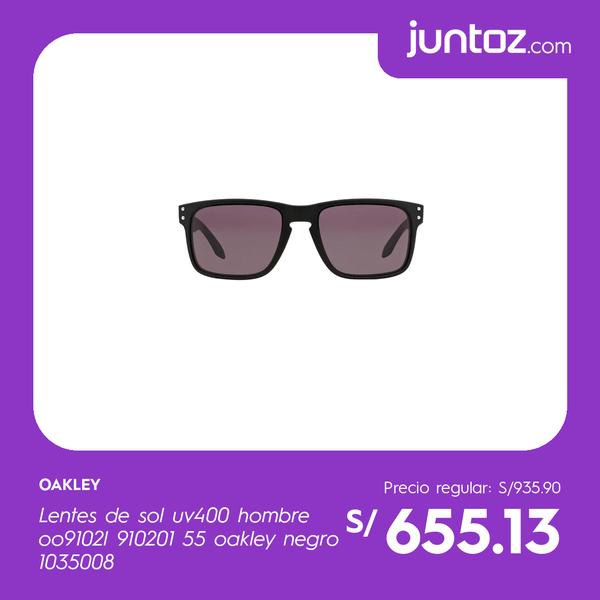 juntoz.com
OAKLEY
Lentes de sol uv400 hombre
oo9102l 910201 55 oakley negro
1035008
Precio regular: S/935.90
S/ 655.13